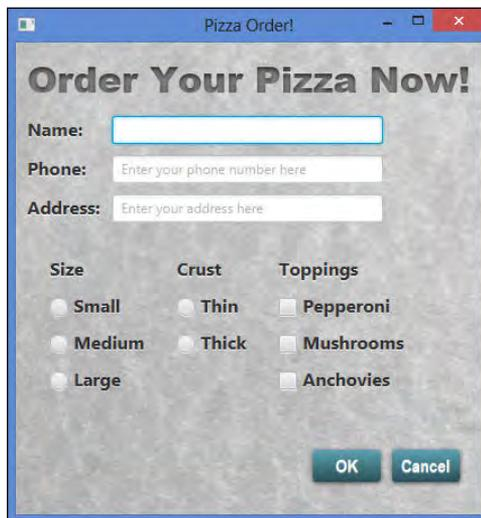 Pizza Order!
Order Your Pizza Now!
Name:
Phone: Enter your phone number here
Address: Enter your address here
Size Crust Toppings
Small Thin Pepperoni
Medium Thick Mushrooms
Large Anchovies
OK Cancel